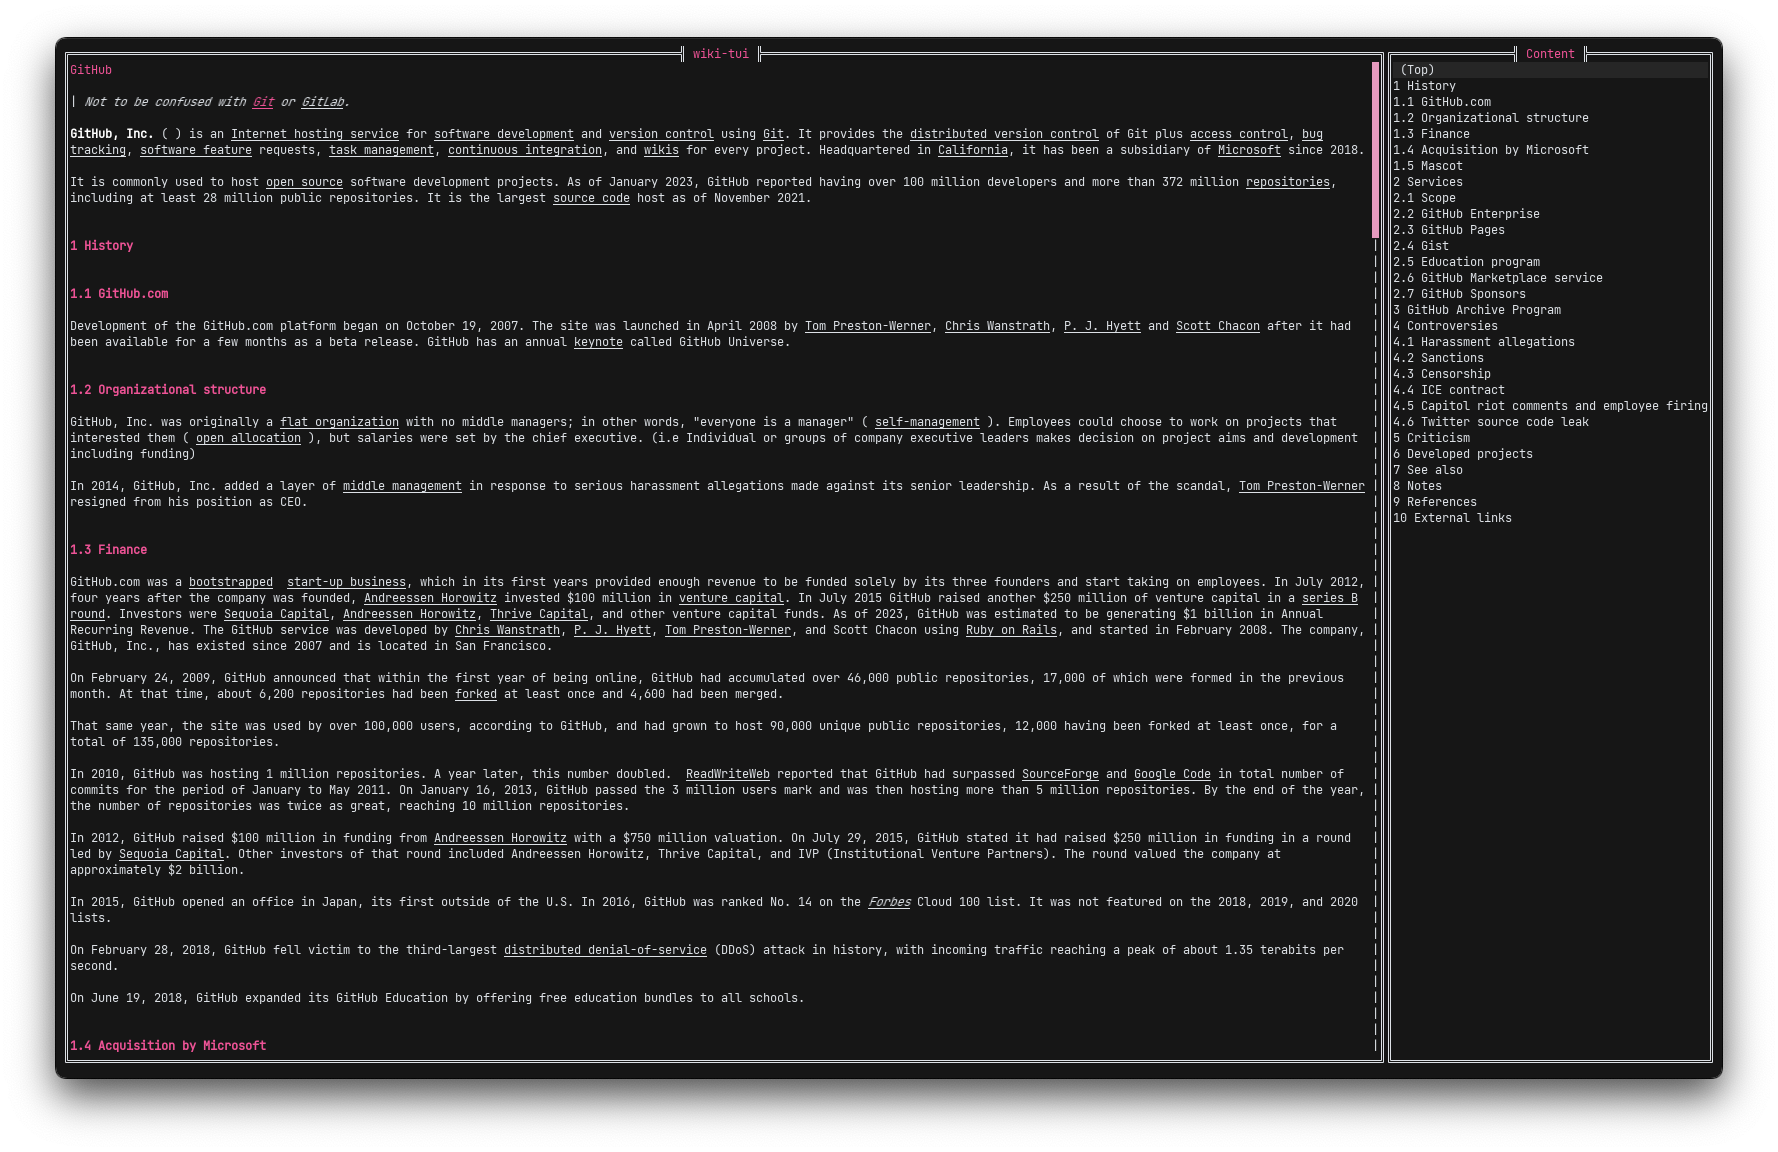 wiki-tui
GitHub
| Not to be confused with Git or GitLab.
GitHub, Inc. ( ) is an Internet hosting service for software development and version control using Git. It provides the distributed version control of Git plus access control, bug
tracking, software feature requests, task management, continuous integration, and wikis for every project. Headquartered in California, it has been a subsidiary of Microsoft since 2018.
It is commonly used to host open source software development projects. As of January 2023, GitHub reported having over 100 million developers and more than 372 million repositories,
including at least 28 million public repositories. It is the largest source code host as of November 2021.
1 History
1.1 GitHub.com
Development of the GitHub.com platform began on October 19, 2007. The site was launched in April 2008 by Tom Preston-Werner, Chris Wanstrath, P. J. Hyett and Scott Chacon after it had
been available for a few months as a beta release. GitHub has an annual keynote called GitHub Universe.
1.2 Organizational structure
GitHub, Inc. was originally a flat organization with no middle managers; in other words, "everyone is a manager" ( self-management ). Employees could choose to work on projects that
interested them ( open allocation ), but salaries were set by the chief executive. (i.e Individual or groups of company executive leaders makes decision on project aims and development
including funding)
In 2014, GitHub, Inc. added a layer of middle management in response to serious harassment allegations made against its senior leadership. As a result of the scandal, Tom Preston-Werner
resigned from his position as CEO.
1.3 Finance
GitHub.com was a bootstrapped  start-up business, which in its first years provided enough revenue to be funded solely by its three founders and start taking on employees. In July 2012,
four years after the company was founded, Andreessen Horowitz invested $100 million in venture capital. In July 2015 GitHub raised another $250 million of venture capital in a series B
round. Investors were Sequoia Capital, Andreessen Horowitz, Thrive Capital, and other venture capital funds. As of 2023, GitHub was estimated to be generating $1 billion in Annual
Recurring Revenue. The GitHub service was developed by Chris Wanstrath, P. J. Hyett, Tom Preston-Werner, and Scott Chacon using Ruby on Rails, and started in February 2008. The company,
GitHub, Inc., has existed since 2007 and is located in San Francisco.
On February 24, 2009, GitHub announced that within the first year of being online, GitHub had accumulated over 46,000 public repositories, 17,000 of which were formed in the previous
month. At that time, about 6,200 repositories had been forked at least once and 4,600 had been merged.
That same year, the site was used by over 100,000 users, according to GitHub, and had grown to host 90,000 unique public repositories, 12,000 having been forked at least once, for a
total of 135,000 repositories.
In 2010, GitHub was hosting 1 million repositories. A year later, this number doubled.  ReadWriteWeb reported that GitHub had surpassed SourceForge and Google Code in total number of
commits for the period of January to May 2011. On January 16, 2013, GitHub passed the 3 million users mark and was then hosting more than 5 million repositories. By the end of the year,
the number of repositories was twice as great, reaching 10 million repositories.
In 2012, GitHub raised $100 million in funding from Andreessen Horowitz with a $750 million valuation. On July 29, 2015, GitHub stated it had raised $250 million in funding in a round
led by Sequoia Capital. Other investors of that round included Andreessen Horowitz, Thrive Capital, and IVP (Institutional Venture Partners). The round valued the company at
approximately $2 billion.
In 2015, GitHub opened an office in Japan, its first outside of the U.S. In 2016, GitHub was ranked No. 14 on the Forbes Cloud 100 list. It was not featured on the 2018, 2019, and 2020
lists.
On February 28, 2018, GitHub fell victim to the third-largest distributed denial-of-service (DDoS) attack in history, with incoming traffic reaching a peak of about 1.35 terabits per
second.
On June 19, 2018, GitHub expanded its GitHub Education by offering free education bundles to all schools.
1.4 Acquisition by Microsoft
Content
(Top)
1 History
1.1 GitHub.com
1.2 Organizational structure
1.3 Finance
1.4 Acquisition by Microsoft
1.5 Mascot
2 Services
2.1 Scope
2.2 GitHub Enterprise
2.3 GitHub Pages
2.4 Gist
2.5 Education program
2.6 GitHub Marketplace service
2.7 GitHub Sponsors
3 GitHub Archive Program
4 Controversies
4.1 Harassment allegations
4.2 Sanctions
4.3 Censorship
4.4 ICE contract
4.5 Capitol riot comments and employee firing
4.6 Twitter source code leak
5 Criticism
6 Developed projects
7 See also
8 Notes
9 References
10 External links